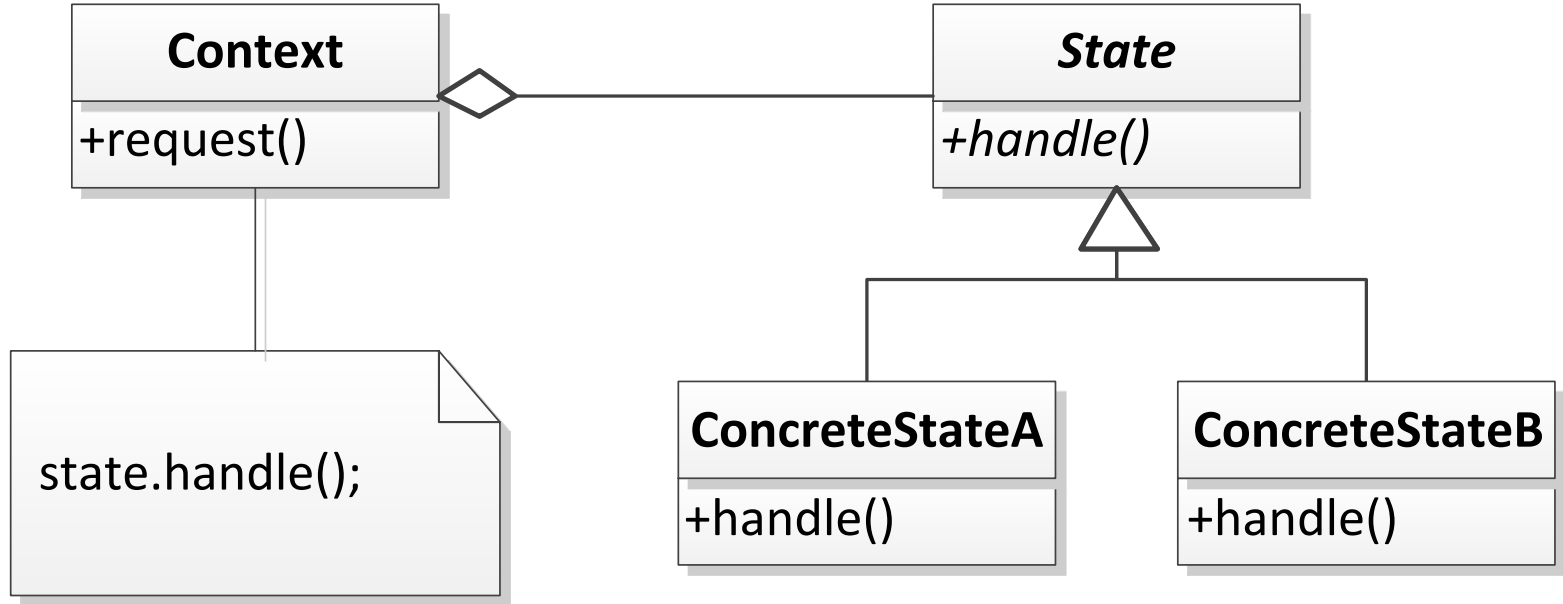 Context
+request()
State
+handle()
state.handle();
ConcreteStateA
+handle()
ConcreteStateB
+handle()